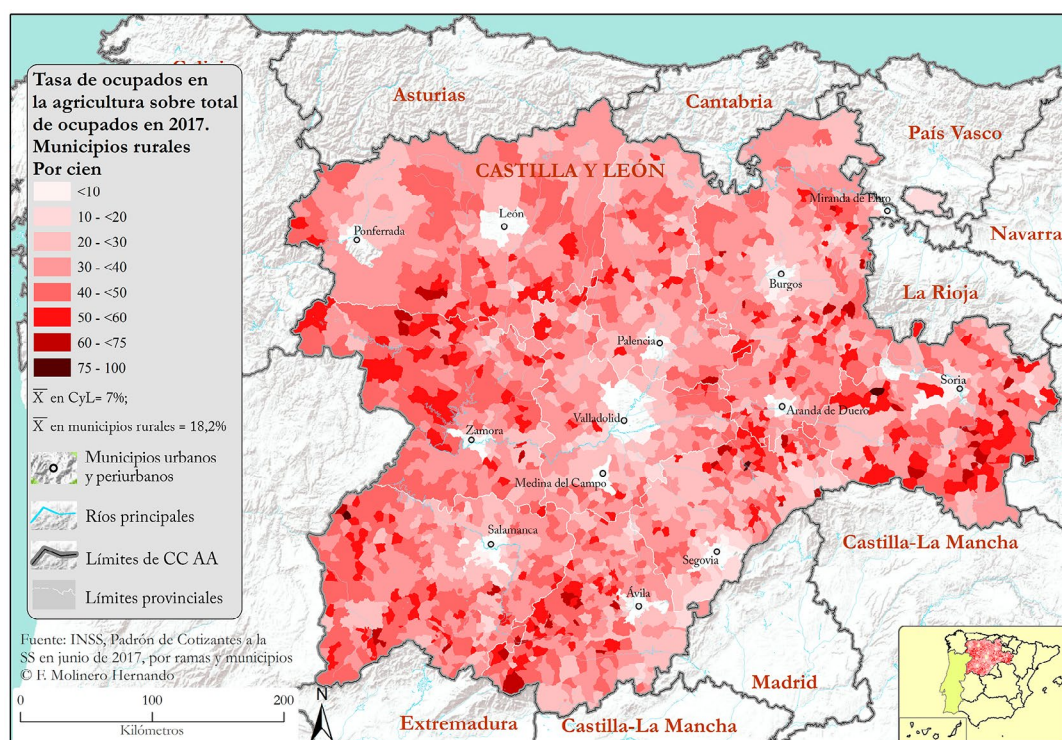 Asturias
Cantabria
País Vasco
Tasa de ocupados en
la agricultura sobre total
de ocupados en 2017.
Municipios rurales
Por cien
<10
10 - <20
20 - <30
30 - <40
40 - <50
50 - <60
60 - <75
75 - 100
X en CyL= 7%;
X en municipios rurales = 18,2%
Municipios urbanos
y periurbanos
Ríos principales
Límites de CC AA
Límites provinciales
CASTILLA Y LEÓN
Miranda de Ebro
León
Ponferrada
Navarra
Burgos
La Rioja
Palencia
Soria
Valladolid
Aranda de Duero
Zamora
Medina del Campo
Salamanca
Segovia
Castilla-La Mancha
Ávila
Fuente: INSS, Padrón de Cotizantes a la
SS en junio de 2017, por ramas y municipios
© F. Molinero Hernando
Madrid
N
0 100 200
Kilómetros
Extremadura
Castilla-La Mancha